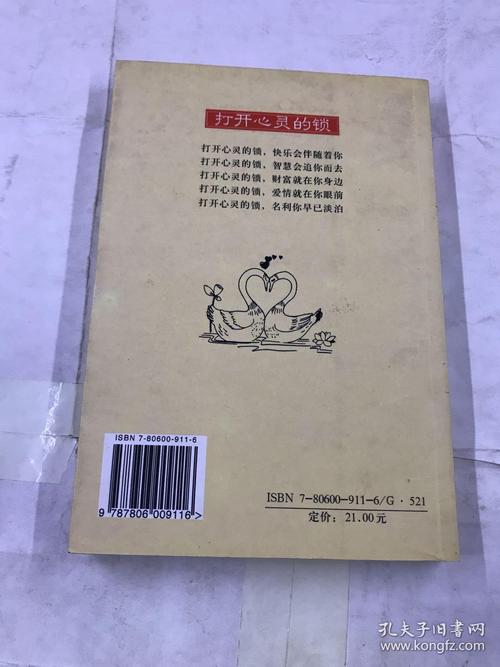 打开心灵的锁
打开心灵的锁，快乐会伴随着你
打开心灵的锁，智慧会追你而去
打开心灵的锁，财富就在你身边
打开心灵的锁，爱情就在你眼前
打开心灵的锁，名利你早已淡泊
ISBN 7-80600-911-6
9 787806 009116>
ISBN 7-80600-911-6/G · 521
定价：21.00元
孔夫子旧书网
www.kongfz.com